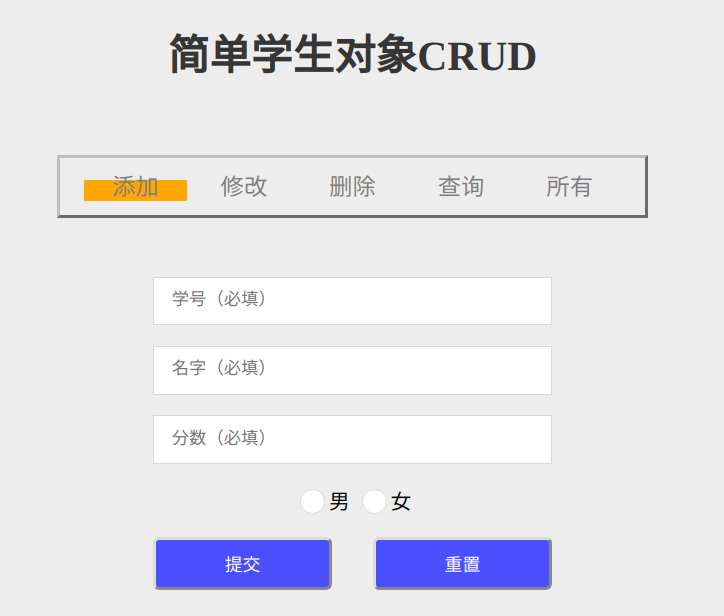 简单学生对象CRUD
添加 修改 删除 查询 所有
学号（必填）
名字（必填）
分数（必填）
男 女
提交 重置